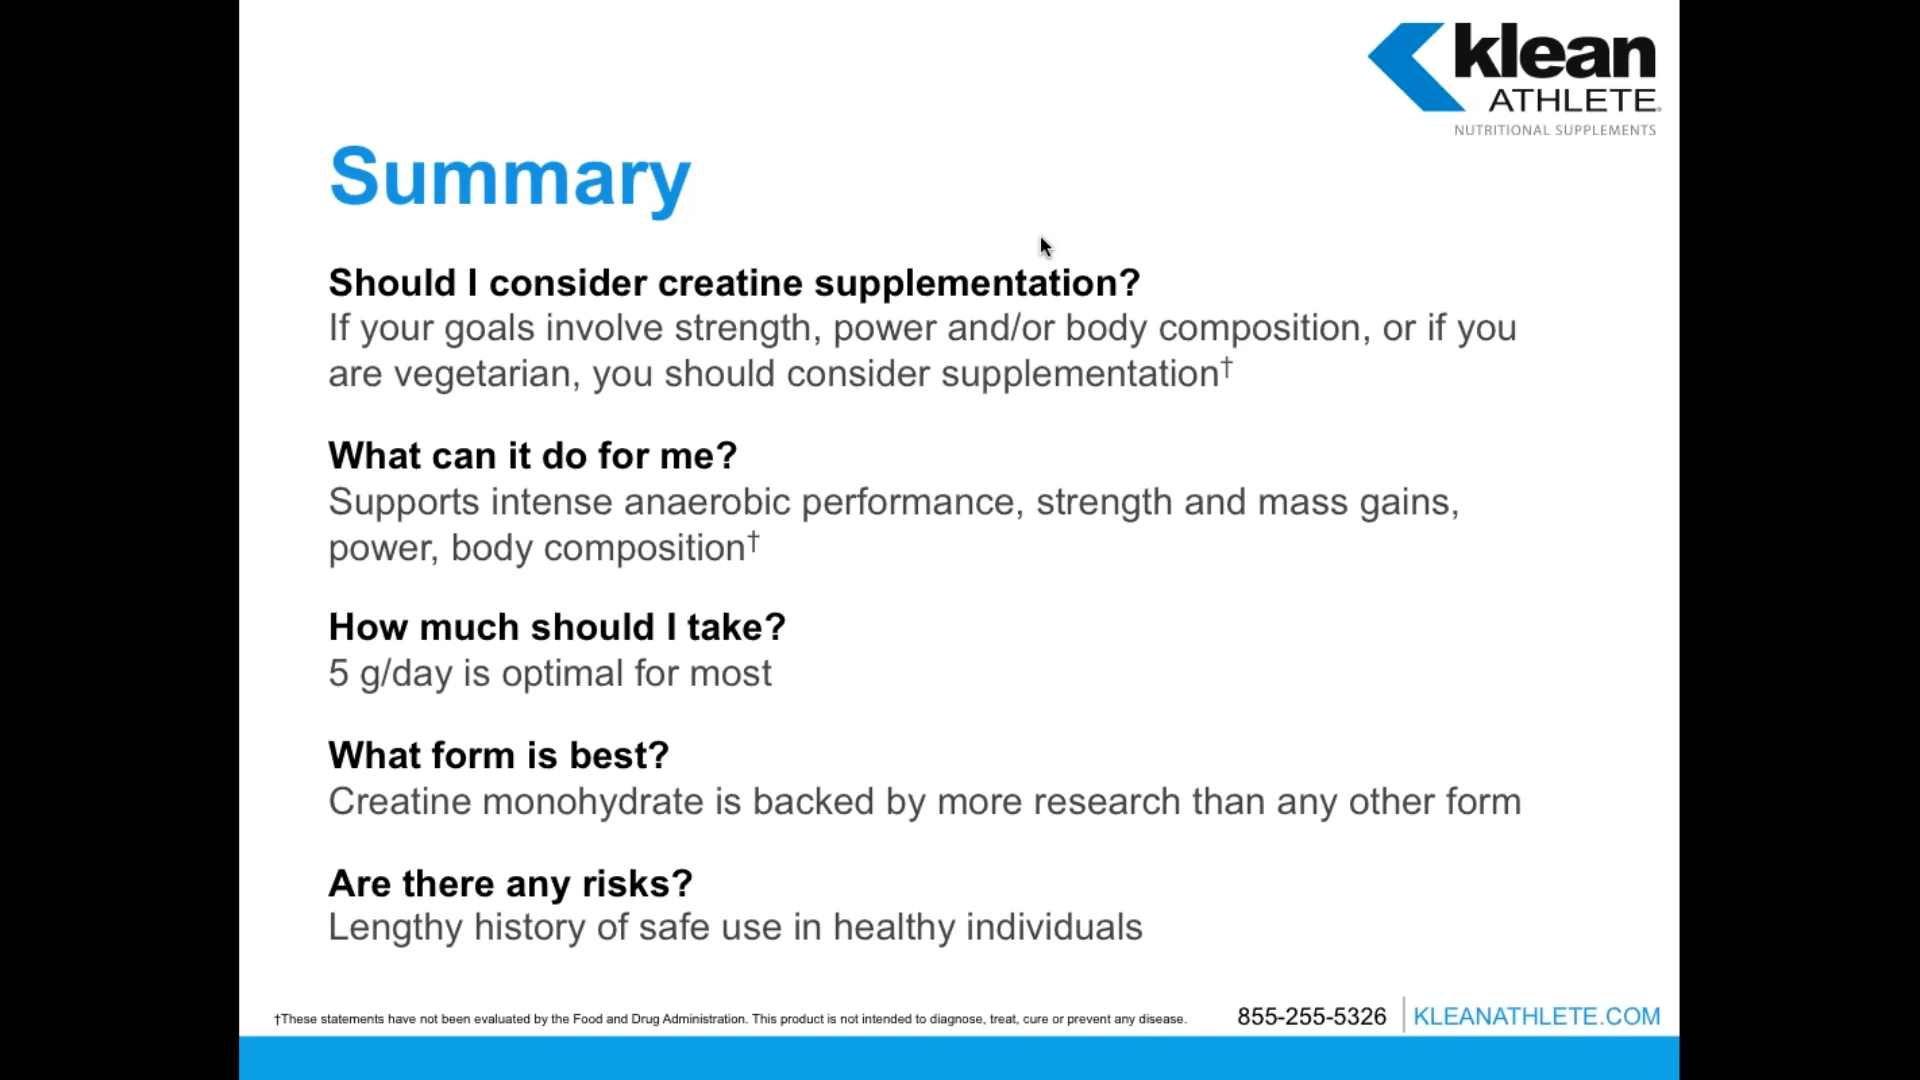 klean
ATHLETE®
NUTRITIONAL SUPPLEMENTS
Summary
Should I consider creatine supplementation?
If your goals involve strength, power and/or body composition, or if you
are vegetarian, you should consider supplementation†
What can it do for me?
Supports intense anaerobic performance, strength and mass gains,
power, body composition†
How much should I take?
5 g/day is optimal for most
What form is best?
Creatine monohydrate is backed by more research than any other form
Are there any risks?
Lengthy history of safe use in healthy individuals
†These statements have not been evaluated by the Food and Drug Administration. This product is not intended to diagnose, treat, cure or prevent any disease.
855-255-5326
KLEANATHLETE.COM